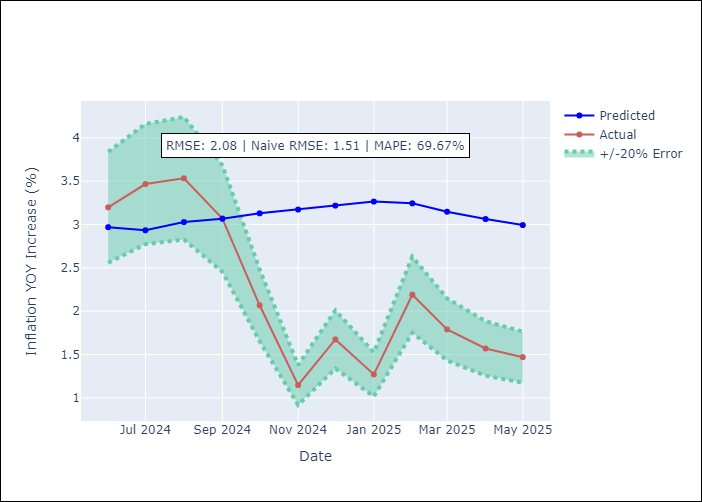 RMSE: 2.08 | Naive RMSE: 1.51 | MAPE: 69.67%
Predicted
Actual
+/-20% Error
Inflation YOY Increase (%)
4
3.5
3
2.5
2
1.5
1
Jul 2024
Sep 2024
Nov 2024
Jan 2025
Mar 2025
May 2025
Date